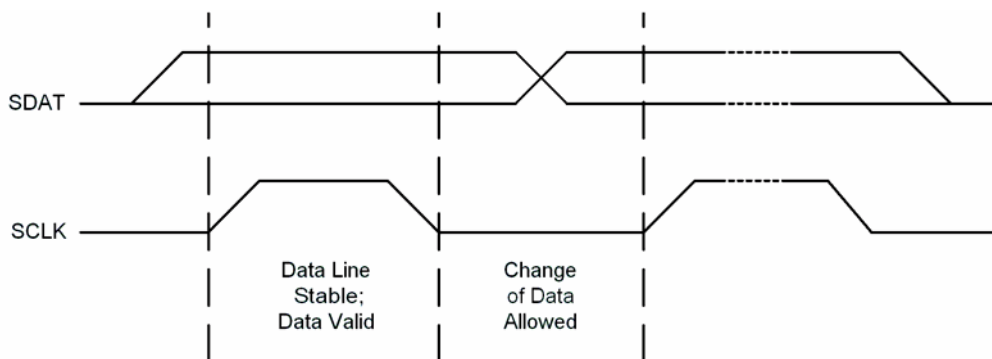 SDAT
SCLK
Data Line
Stable;
Data Valid
Change
of Data
Allowed